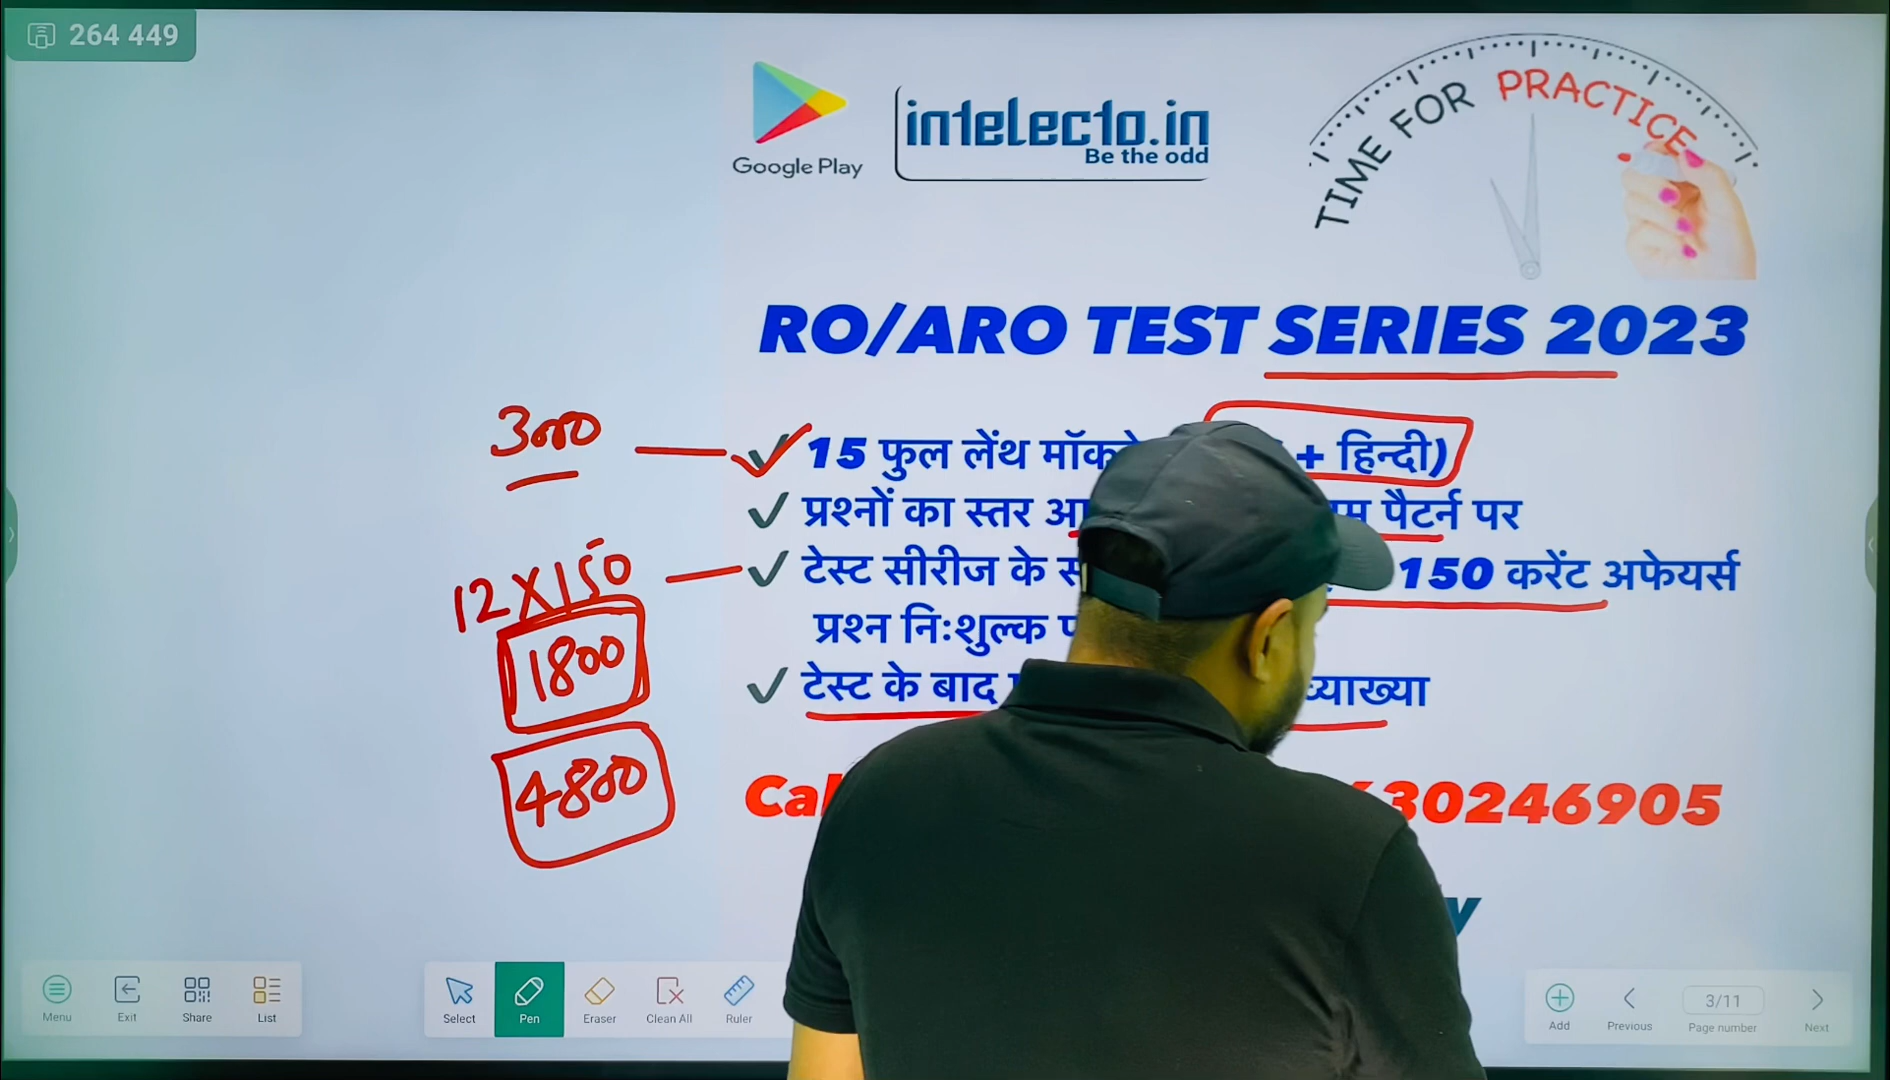 264 449
Google Play
intelecto.in
Be the odd
TIME FOR PRACTICE
RO/ARO TEST SERIES 2023
3000
15 फुल लेंथ + हिन्दी)
प्रश्नों का स्तर पैटर्न पर
12 X 150
टेस्ट सीरीज के 150 करेंट अफेयर्स
प्रश्न निःशुल्क
1800
टेस्ट के बाद व्याख्या
4800
30246905
Menu Exit Share List Select Pen Eraser Clean All Ruler Add Previous 3/11 Page number Next